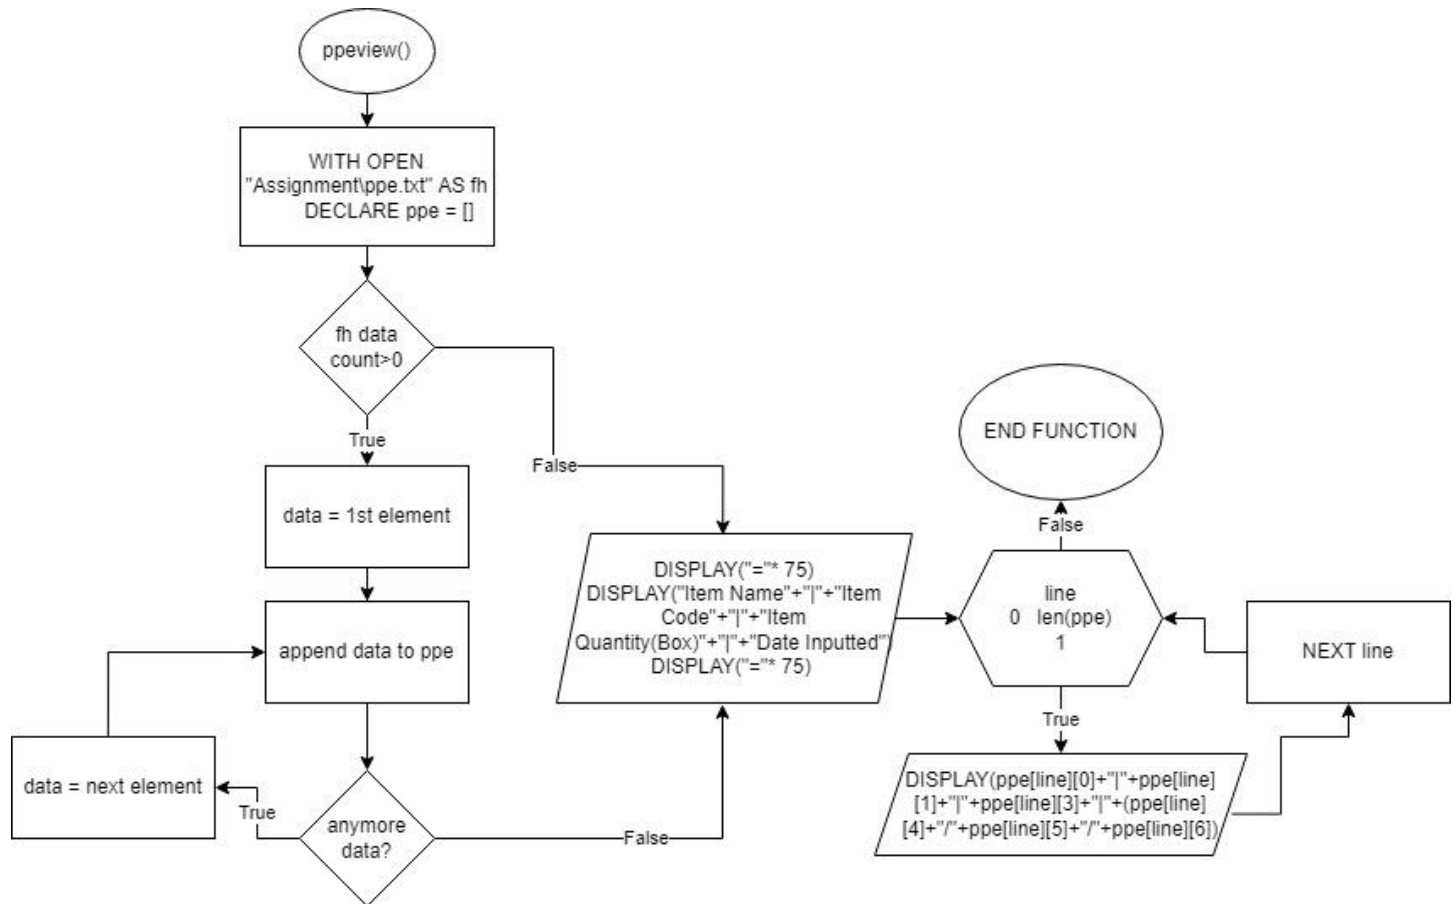 ppeview()
WITH OPEN
"Assignment\ppe.txt" AS fh
DECLARE ppe = []
fh data
count>0
True
False
data = 1st element
append data to ppe
data = next element
True
anymore
data?
False
DISPLAY("="* 75)
DISPLAY("Item Name"+"|"+"Item
Code"+"|"+"Item
Quantity(Box)"+"|"+"Date Inputted")
DISPLAY("="* 75)
END FUNCTION
False
line
0 len(ppe)
1
True
NEXT line
DISPLAY(ppe[line][0]+"|"+ppe[line]
[1]+"|"+ppe[line][3]+"|"+(ppe[line]
[4]+"/"+ppe[line][5]+"/"+ppe[line][6])